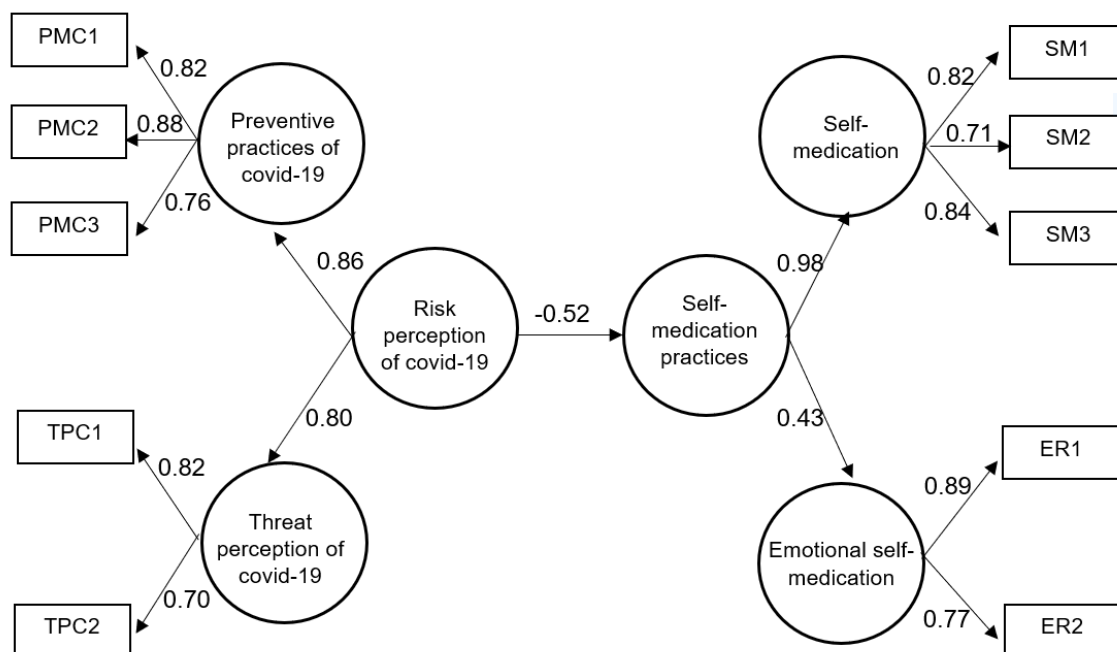 PMC1
0.82
PMC2
0.88
PMC3
0.76
Preventive
practices of
covid-19
0.86
Risk
perception
of covid-19
0.80
TPC1
0.82
Threat
perception of
covid-19
TPC2
0.70
-0.52
Self-
medication
practices
0.98
Self-
medication
0.82
SM1
0.71
SM2
0.84
SM3
0.43
Emotional self-
medication
0.89
ER1
0.77
ER2